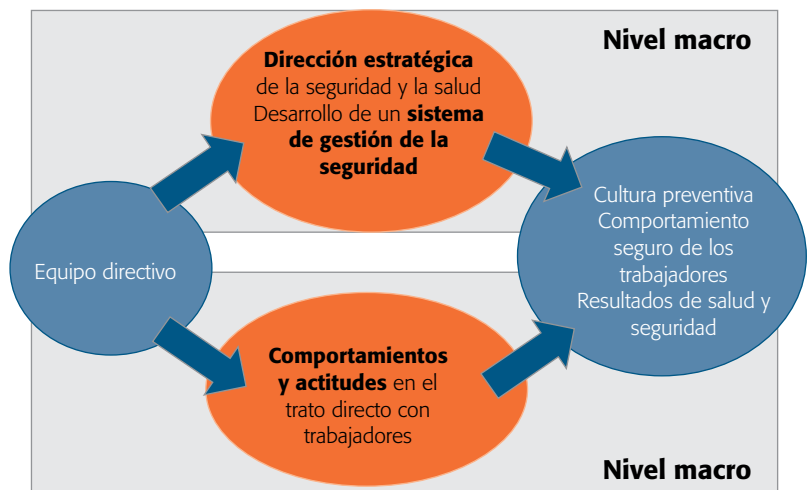 Nivel macro
Dirección estratégica
de la seguridad y la salud
Desarrollo de un sistema
de gestión de la
seguridad
Equipo directivo
Cultura preventiva
Comportamiento
seguro de los
trabajadores
Resultados de salud y
seguridad
Comportamientos
y actitudes en el
trato directo con
trabajadores
Nivel macro